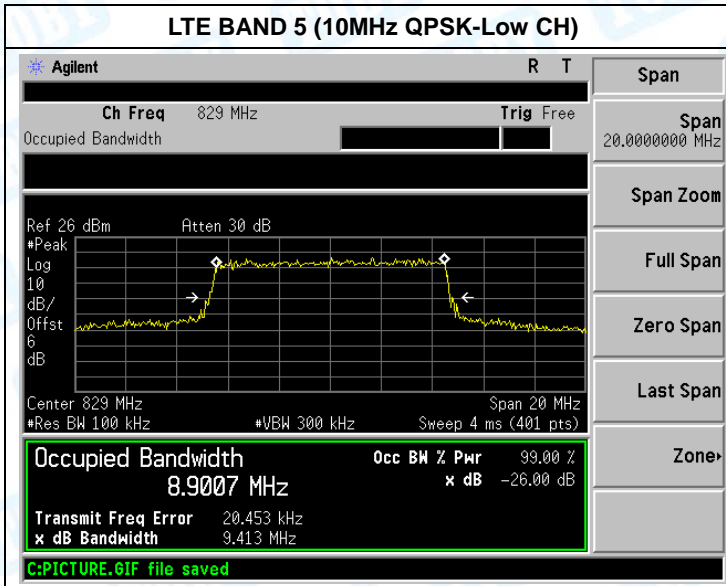 LTE BAND 5 (10MHz QPSK-Low CH)
Agilent R T
Ch Freq 829 MHz Trig Free
Occupied Bandwidth
Ref 26 dBm Atten 30 dB
#Peak
Log
10
dB/
Offst
6
dB
Center 829 MHz Span 20 MHz
#Res BW 100 kHz #VBW 300 kHz Sweep 4 ms (401 pts)
Occupied Bandwidth Occ BW % Pwr 99.00 %
8.9007 MHz x dB -26.00 dB
Transmit Freq Error 20.453 kHz
x dB Bandwidth 9.413 MHz
C:PICTURE.GIF file saved
Span
Span
20.0000000 MHz
Span Zoom
Full Span
Zero Span
Last Span
Zone